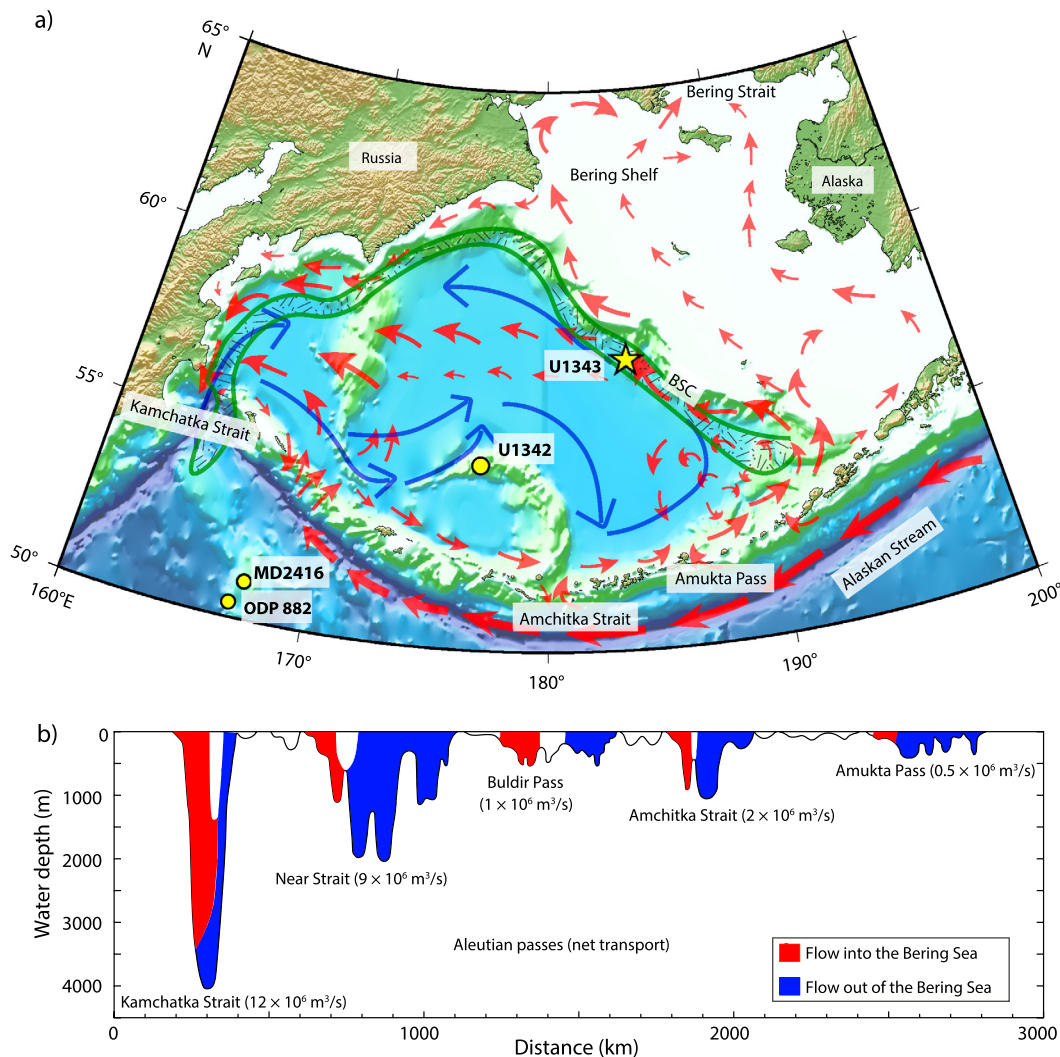 a)
65°
N
Bering Strait
Russia
Bering Shelf
Alaska
60°
55°
U1343
BSC
Kamchatka Strait
U1342
50°
160°E
MD2416
ODP 882
Amukta Pass
Alaskan Stream
Amchitka Strait
200°
170°
180°
190°
b)
0
1000
2000
3000
4000
Water depth (m)
Buldir Pass
(1 × 10⁶ m³/s)
Amukta Pass (0.5 × 10⁶ m³/s)
Amchitka Strait (2 × 10⁶ m³/s)
Near Strait (9 × 10⁶ m³/s)
Aleutian passes (net transport)
Flow into the Bering Sea
Flow out of the Bering Sea
Kamchatka Strait (12 × 10⁶ m³/s)
0
1000
2000
3000
Distance (km)